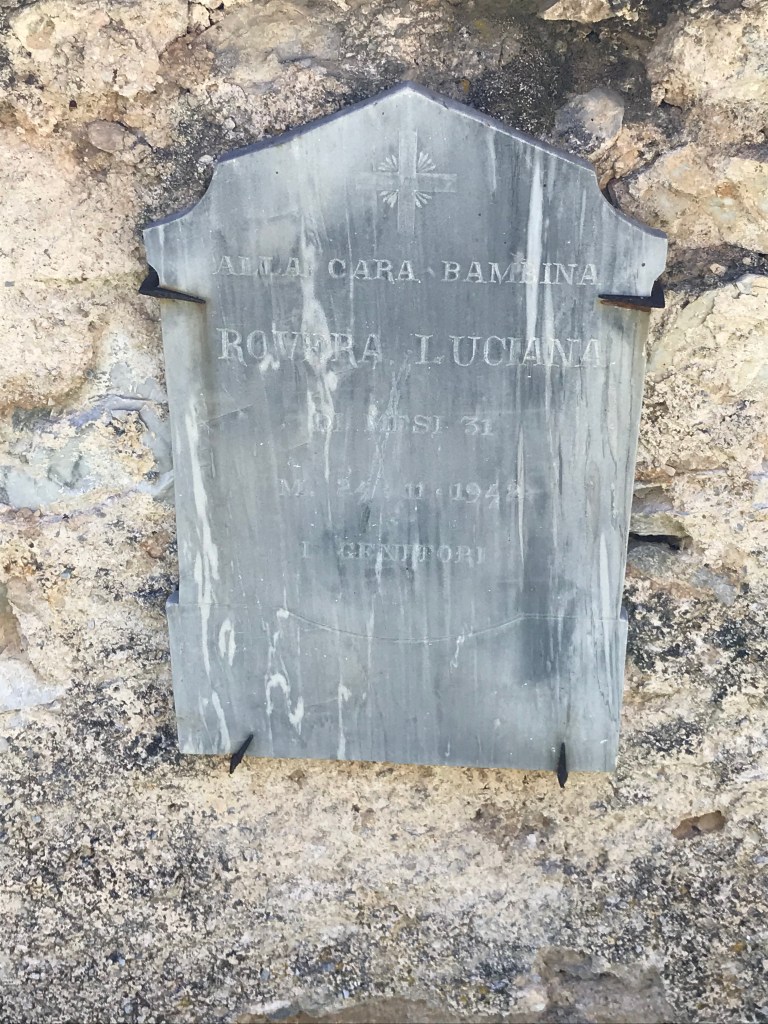 ALLA CARA BAMBINA
ROVERA LUCIANA
DI MESI 31
M. 24·11·1942
I GENITORI